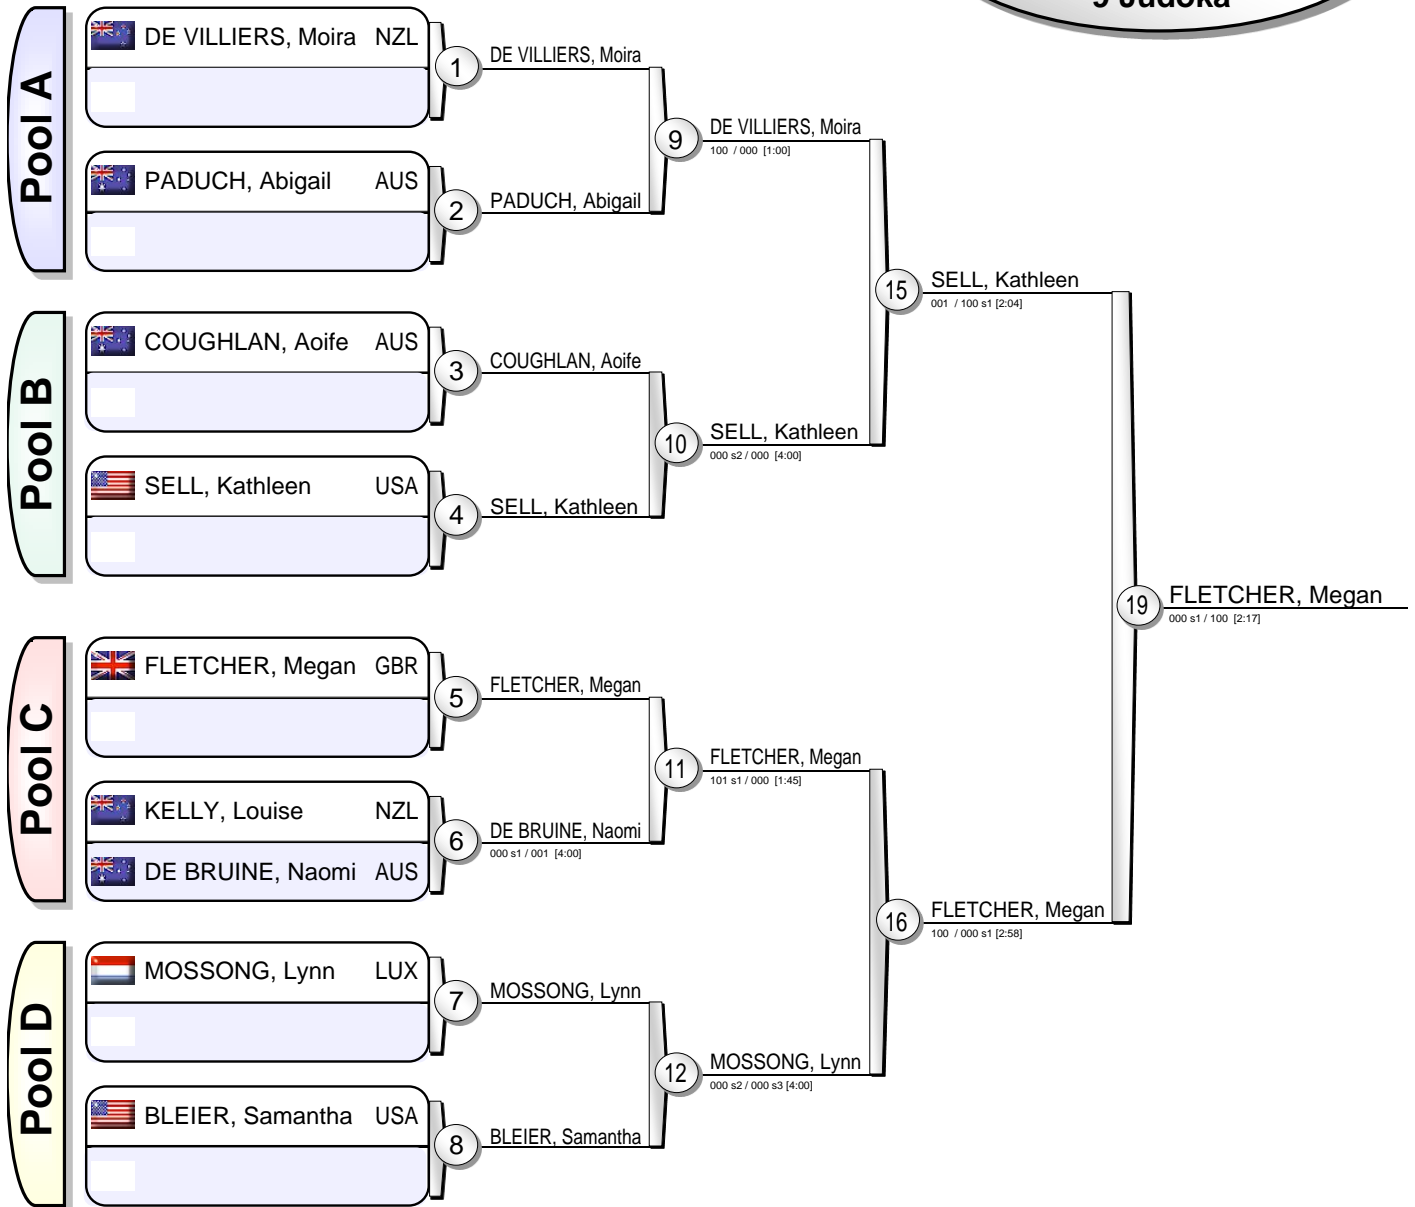 9 Judoka
Pool A
DE VILLIERS, Moira NZL
1
DE VILLIERS, Moira
PADUCH, Abigail AUS
2
PADUCH, Abigail
9
DE VILLIERS, Moira
100 / 000 [1:00]
Pool B
COUGHLAN, Aoife AUS
3
COUGHLAN, Aoife
SELL, Kathleen USA
4
SELL, Kathleen
10
SELL, Kathleen
000 s2 / 000 [4:00]
15
SELL, Kathleen
001 / 100 s1 [2:04]
Pool C
FLETCHER, Megan GBR
5
FLETCHER, Megan
KELLY, Louise NZL
DE BRUINE, Naomi AUS
6
DE BRUINE, Naomi
000 s1 / 001 [4:00]
11
FLETCHER, Megan
101 s1 / 000 [1:45]
Pool D
MOSSONG, Lynn LUX
7
MOSSONG, Lynn
BLEIER, Samantha USA
8
BLEIER, Samantha
12
MOSSONG, Lynn
000 s2 / 000 s3 [4:00]
16
FLETCHER, Megan
100 / 000 s1 [2:58]
19
FLETCHER, Megan
000 s1 / 100 [2:17]